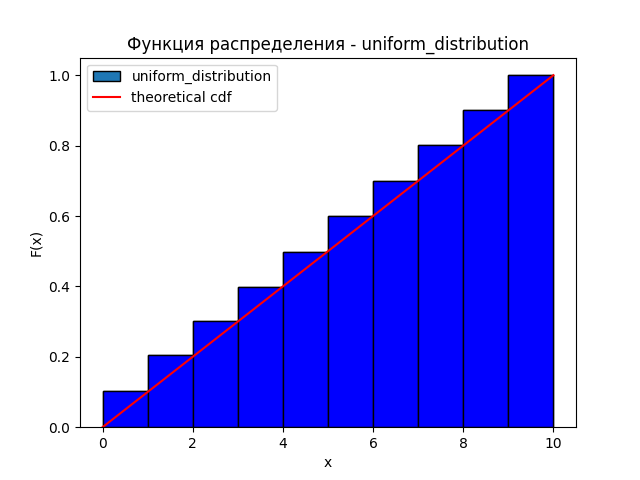 Функция распределения - uniform_distribution
uniform_distribution
theoretical cdf
1.0
0.8
0.6
0.4
0.2
0.0
F(x)
0 2 4 6 8 10
x